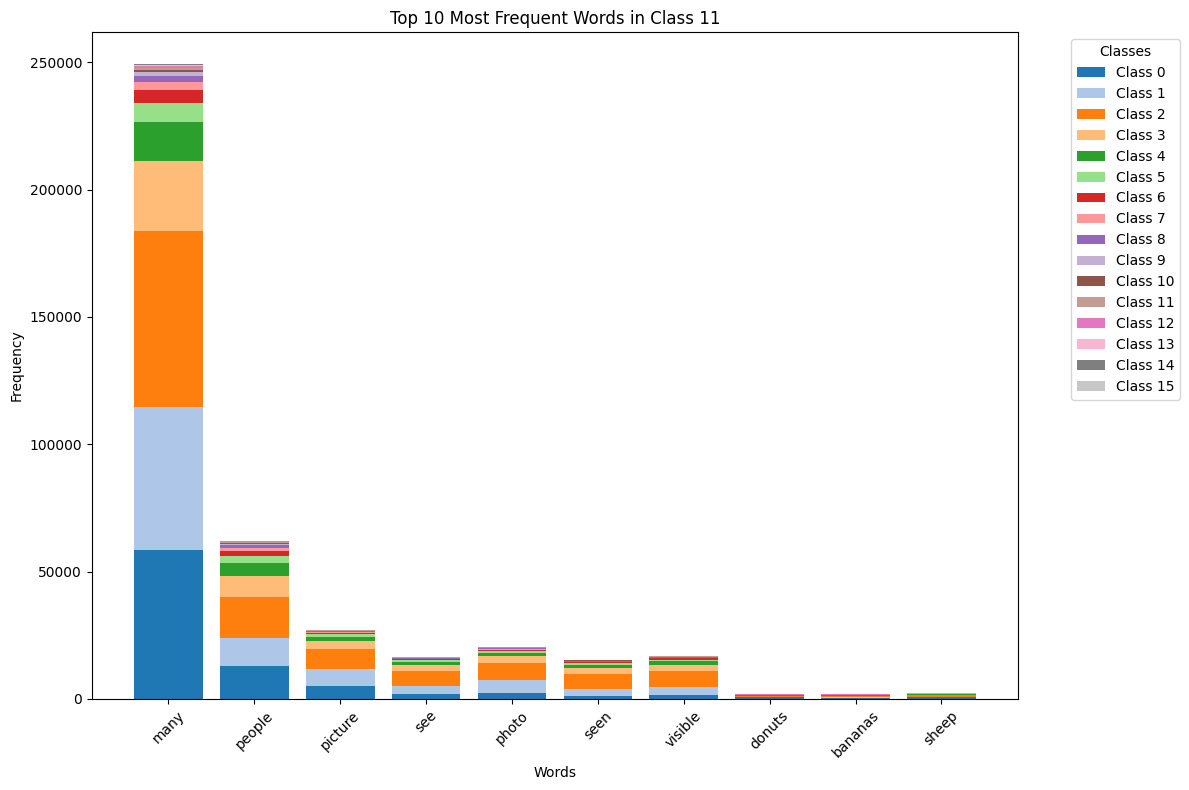 Top 10 Most Frequent Words in Class 11
Frequency
250000
200000
150000
100000
50000
0
many
people
picture
see
photo
seen
visible
donuts
bananas
sheep
Words
Classes
Class 0
Class 1
Class 2
Class 3
Class 4
Class 5
Class 6
Class 7
Class 8
Class 9
Class 10
Class 11
Class 12
Class 13
Class 14
Class 15